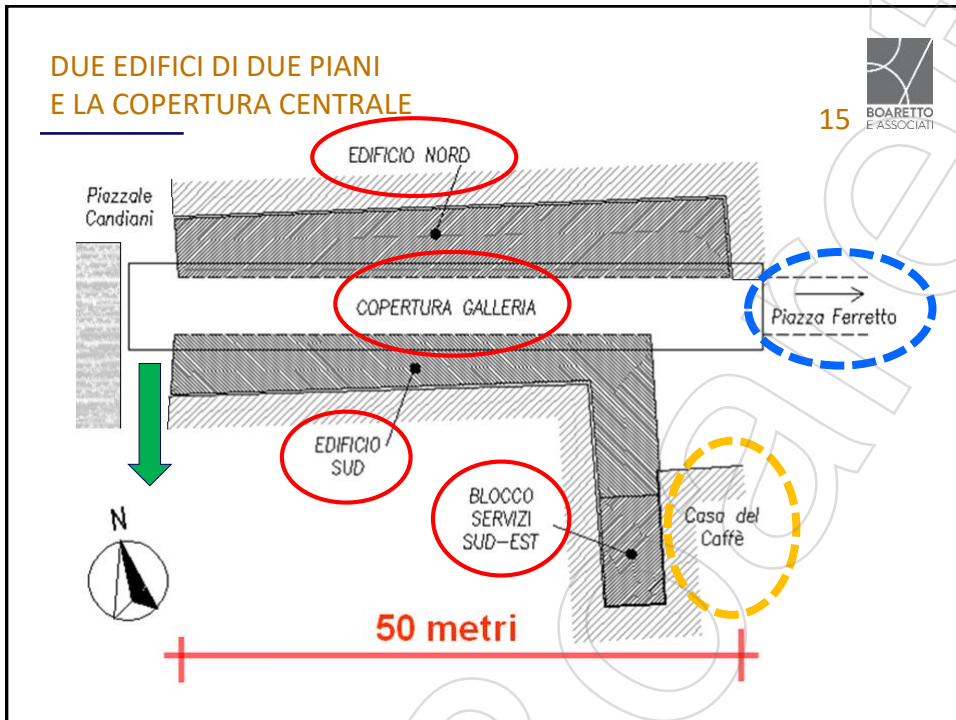 DUE EDIFICI DI DUE PIANI
E LA COPERTURA CENTRALE
15
BOARETTO
E ASSOCIATI
EDIFICIO NORD
Piazzale
Candiani
COPERTURA GALLERIA
Piazza Ferretto
EDIFICIO
SUD
BLOCCO
SERVIZI
SUD-EST
Casa del
Caffè
N
50 metri